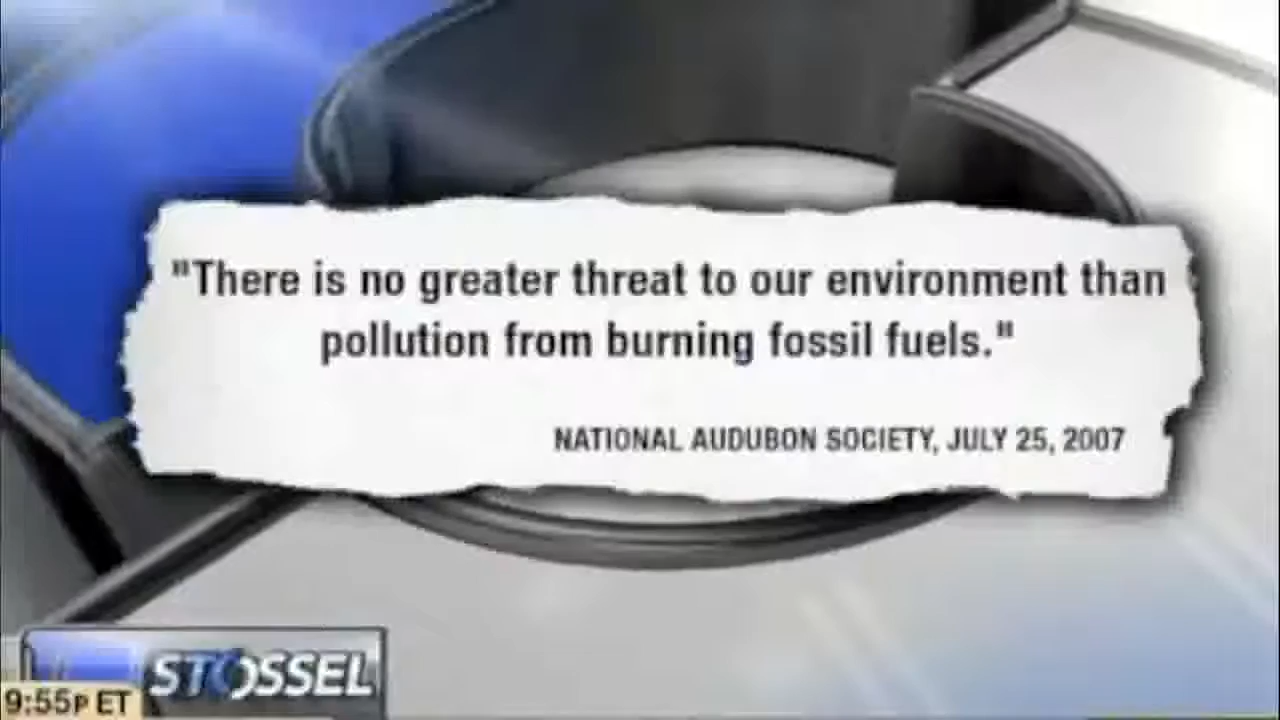 "There is no greater threat to our environment than
pollution from burning fossil fuels."
NATIONAL AUDUBON SOCIETY, JULY 25, 2007
STOSSEL
9:55P ET